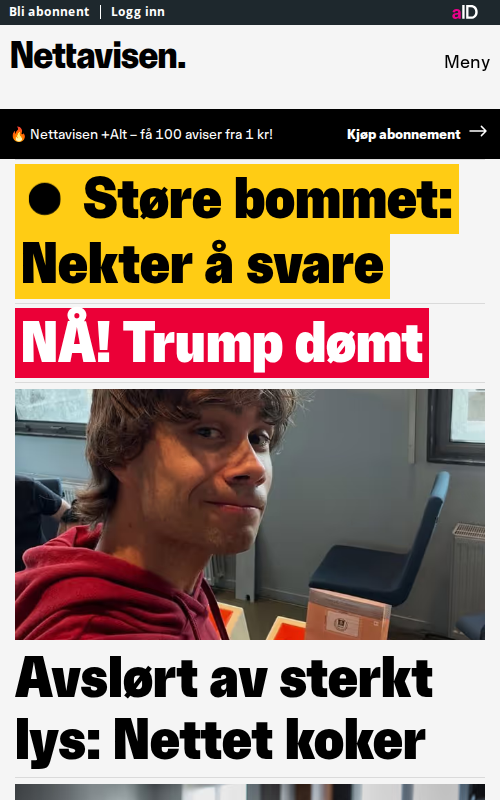 Bli abonnent | Logg inn
aID
Nettavisen.
Meny
🔥 Nettavisen +Alt – få 100 aviser fra 1 kr!
Kjøp abonnement →
● Støre bommet:
Nekter å svare
NÅ! Trump dømt
Avslørt av sterkt
lys: Nettet koker